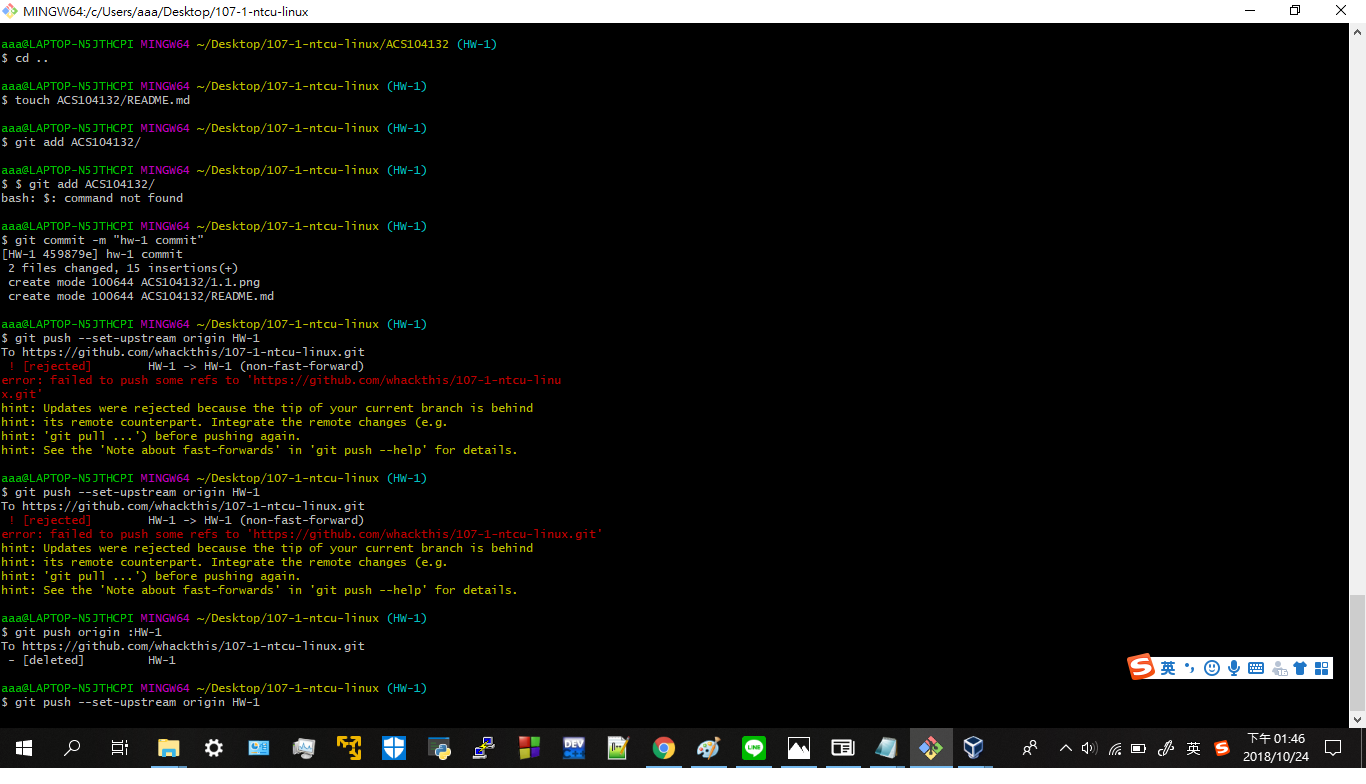 MINGW64:/c/Users/aaa/Desktop/107-1-ntcu-linux
aaa@LAPTOP-N5JTHCPI MINGW64 ~/Desktop/107-1-ntcu-linux/ACS104132 (HW-1)
$ cd ..
aaa@LAPTOP-N5JTHCPI MINGW64 ~/Desktop/107-1-ntcu-linux (HW-1)
$ touch ACS104132/README.md
aaa@LAPTOP-N5JTHCPI MINGW64 ~/Desktop/107-1-ntcu-linux (HW-1)
$ git add ACS104132/
aaa@LAPTOP-N5JTHCPI MINGW64 ~/Desktop/107-1-ntcu-linux (HW-1)
$ $ git add ACS104132/
bash: $: command not found
aaa@LAPTOP-N5JTHCPI MINGW64 ~/Desktop/107-1-ntcu-linux (HW-1)
$ git commit -m "hw-1 commit"
[HW-1 459879e] hw-1 commit
 2 files changed, 15 insertions(+)
 create mode 100644 ACS104132/1.1.png
 create mode 100644 ACS104132/README.md
aaa@LAPTOP-N5JTHCPI MINGW64 ~/Desktop/107-1-ntcu-linux (HW-1)
$ git push --set-upstream origin HW-1
To https://github.com/whackthis/107-1-ntcu-linux.git
 ! [rejected]        HW-1 -> HW-1 (non-fast-forward)
error: failed to push some refs to 'https://github.com/whackthis/107-1-ntcu-linu
x.git'
hint: Updates were rejected because the tip of your current branch is behind
hint: its remote counterpart. Integrate the remote changes (e.g.
hint: 'git pull ...') before pushing again.
hint: See the 'Note about fast-forwards' in 'git push --help' for details.
aaa@LAPTOP-N5JTHCPI MINGW64 ~/Desktop/107-1-ntcu-linux (HW-1)
$ git push --set-upstream origin HW-1
To https://github.com/whackthis/107-1-ntcu-linux.git
 ! [rejected]        HW-1 -> HW-1 (non-fast-forward)
error: failed to push some refs to 'https://github.com/whackthis/107-1-ntcu-linux.git'
hint: Updates were rejected because the tip of your current branch is behind
hint: its remote counterpart. Integrate the remote changes (e.g.
hint: 'git pull ...') before pushing again.
hint: See the 'Note about fast-forwards' in 'git push --help' for details.
aaa@LAPTOP-N5JTHCPI MINGW64 ~/Desktop/107-1-ntcu-linux (HW-1)
$ git push origin :HW-1
To https://github.com/whackthis/107-1-ntcu-linux.git
 - [deleted]         HW-1
英
aaa@LAPTOP-N5JTHCPI MINGW64 ~/Desktop/107-1-ntcu-linux (HW-1)
$ git push --set-upstream origin HW-1
DEV
LINE
英
下午 01:46
2018/10/24